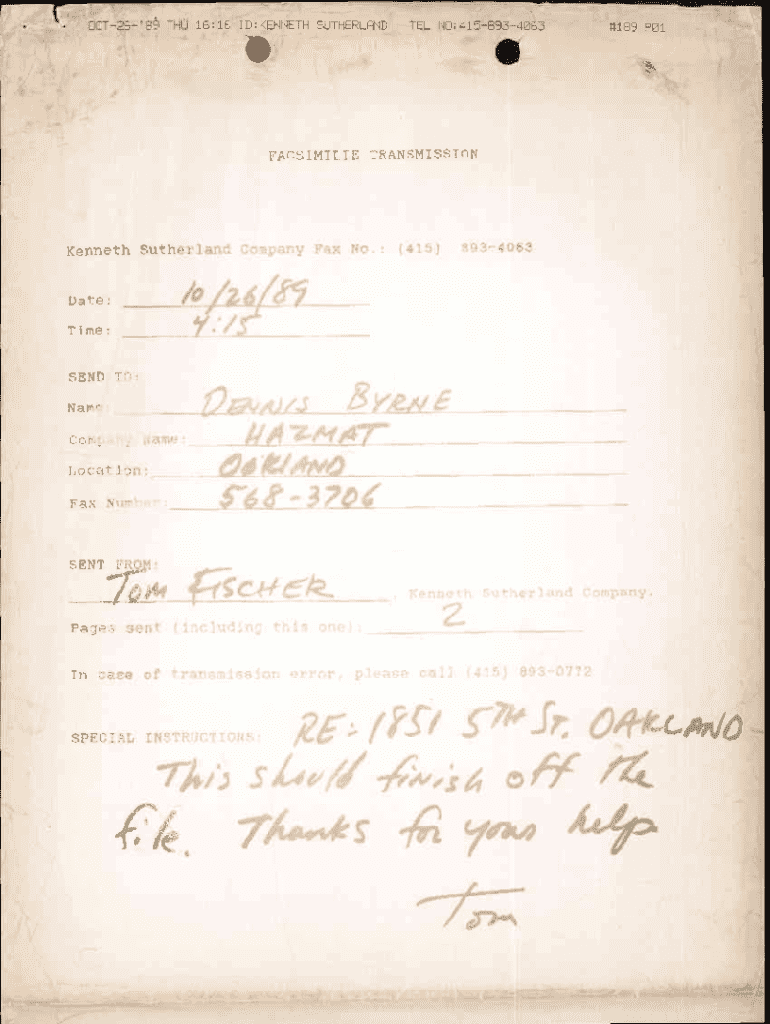 OCT-26-'89 THU 16:16 ID:KENNETH SUTHERLAND TEL NO:415-893-4063 #189 P01
FACSIMILIE TRANSMISSION
Kenneth Sutherland Company Fax No.: (415) 893-4063
Date: 10/26/89
Time: 4:15
SEND TO:
Name: DENNIS BYRNE
Company Name: HAZMAT
Location: OAKLAND
Fax Number: 568-3706
SENT FROM:
TOM FISCHER, Kenneth Sutherland Company.
Pages sent (including this one): 2
In case of transmission error, please call (415) 893-0772
SPECIAL INSTRUCTIONS: RE: 1851 5TH ST. OAKLAND
This should finish off the
file. Thanks for your help
Tom